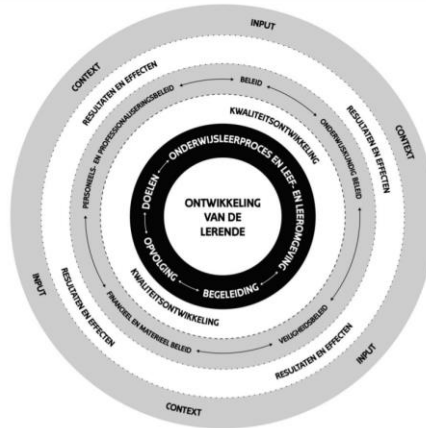 INPUT
CONTEXT
CONTEXT
RESULTATEN EN EFFECTEN
RESULTATEN EN EFFECTEN
BELEID
PERSONEELS- EN PROFESSIONALISERINGSBELEID
ONDERWIJSKUNDIG BELEID
KWALITEITSONTWIKKELING
ONDERWIJSLEERPROCES EN LEEF- EN LEEROMGEVING
DOELEN
ONTWIKKELING
VAN DE
LERENDE
OPVOLGING
BEGELEIDING
KWALITEITSONTWIKKELING
FINANCIEEL EN MATERIEEL BELEID
VEILIGHEIDSBELEID
RESULTATEN EN EFFECTEN
RESULTATEN EN EFFECTEN
INPUT
INPUT
CONTEXT